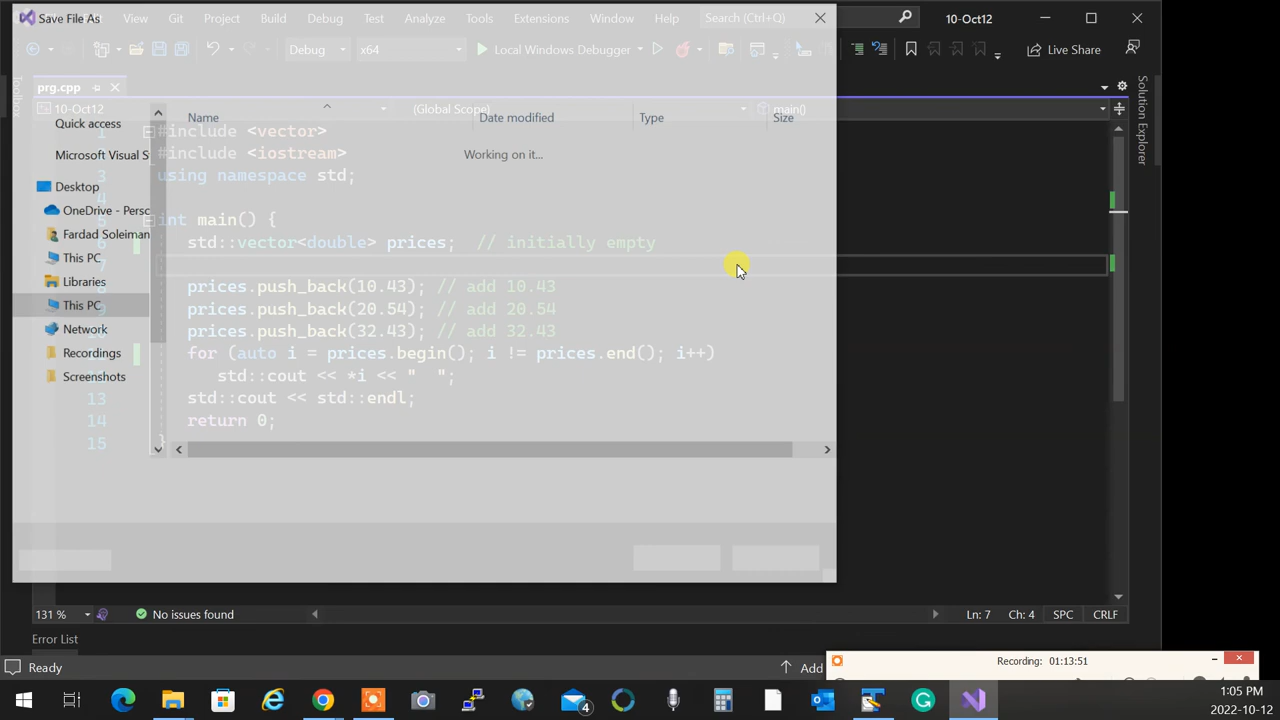 Save File As
View Git Project Build Debug Test Analyze Tools Extensions Window Help Search (Ctrl+Q) 10-Oct12
Debug x64 Local Windows Debugger Live Share
prg.cpp
10-Oct12 (Global Scope) main()
Name Date modified Type Size
Working on it...
Quick access
Microsoft Visual S
Desktop
OneDrive - Perso
Fardad Soleiman
This PC
Libraries
This PC
Network
Recordings
Screenshots
#include <vector>
#include <iostream>
3 using namespace std;
int main() {
std::vector<double> prices; // initially empty
prices.push_back(10.43); // add 10.43
prices.push_back(20.54); // add 20.54
prices.push_back(32.43); // add 32.43
for (auto i = prices.begin(); i != prices.end(); i++)
std::cout << *i << "  ";
13 std::cout << std::endl;
14 return 0;
15 }
131 % No issues found Ln: 7 Ch: 4 SPC CRLF
Error List
Ready Add
Recording: 01:13:51
Toolbox
Solution Explorer
4
1:05 PM
2022-10-12